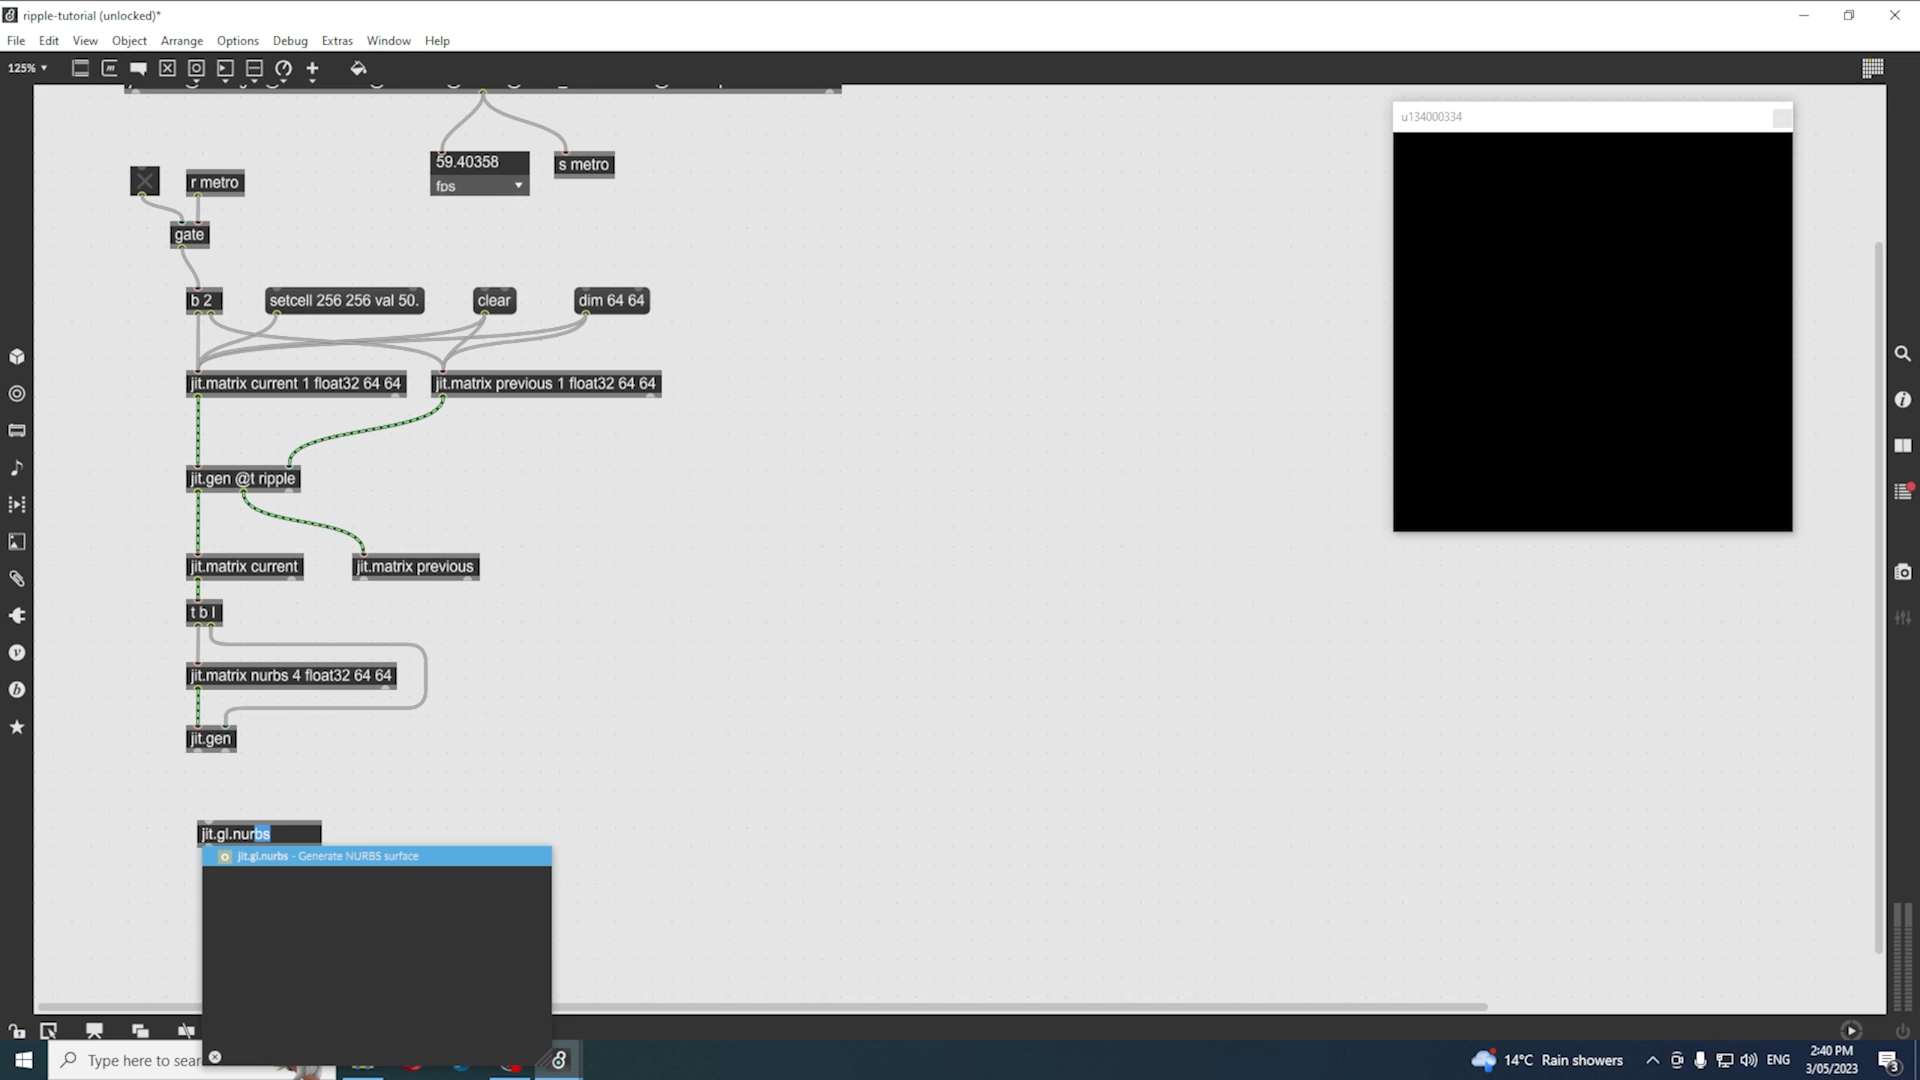 ripple-tutorial (unlocked)*
File Edit View Object Arrange Options Debug Extras Window Help
125%
u134000334
59.40358
fps
s metro
r metro
gate
b 2
setcell 256 256 val 50.
clear
dim 64 64
jit.matrix current 1 float32 64 64
jit.matrix previous 1 float32 64 64
jit.gen @t ripple
jit.matrix current
jit.matrix previous
t b l
jit.matrix nurbs 4 float32 64 64
jit.gen
jit.gl.nurbs
jit.gl.nurbs - Generate NURBS surface
Type here to sear
14°C Rain showers
ENG
2:40 PM
3/05/2023
3